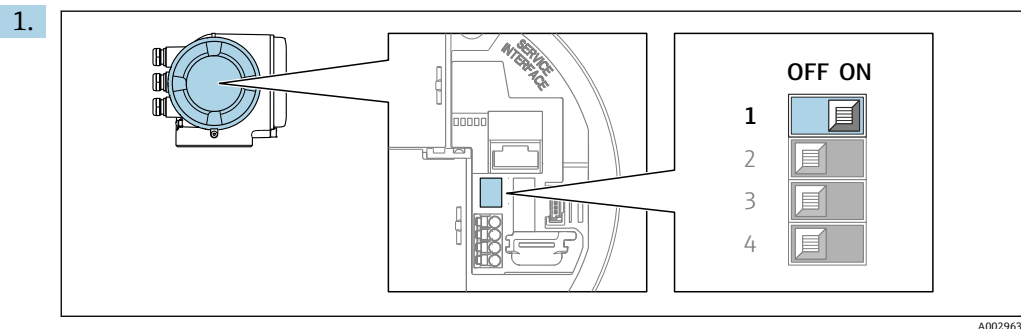 1.
SERVICE
INTERFACE
OFF ON
1
2
3
4
A002963